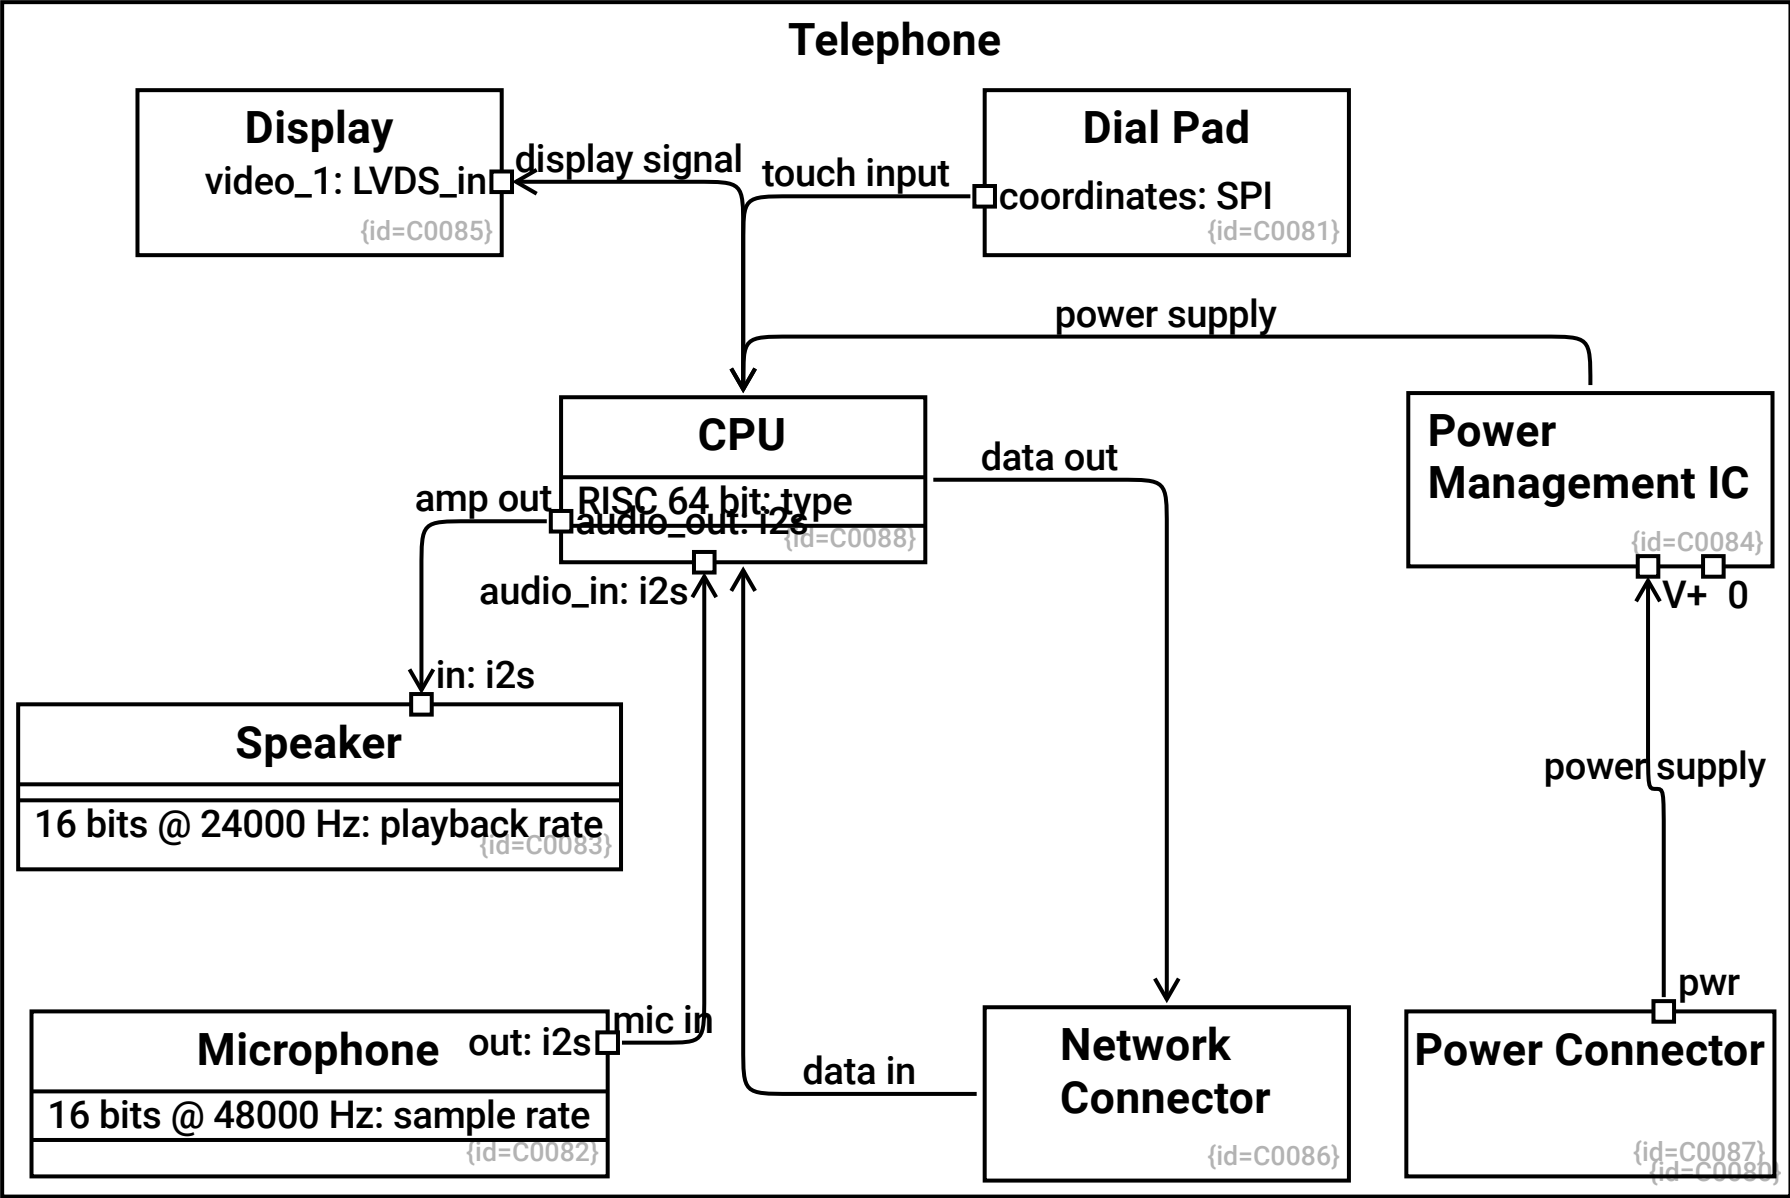 Telephone
Display
video_1: LVDS_in
{id=C0085}
display signal
touch input
Dial Pad
coordinates: SPI
{id=C0081}
power supply
CPU
RISC 64 bit: type
audio_out: i2s
{id=C0088}
amp out
audio_in: i2s
data out
Power
Management IC
{id=C0084}
V+
0
in: i2s
Speaker
16 bits @ 24000 Hz: playback rate
{id=C0083}
power supply
mic in
Microphone
out: i2s
16 bits @ 48000 Hz: sample rate
{id=C0082}
data in
Network
Connector
{id=C0086}
pwr
Power Connector
{id=C0087}
{id=C0080}